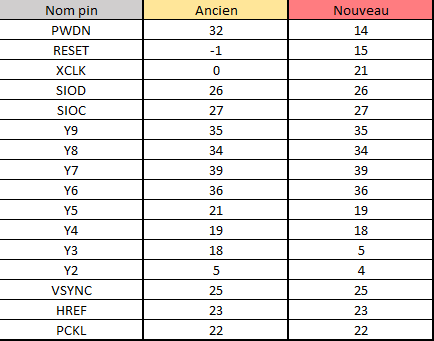 Nom pin Ancien Nouveau
PWDN 32 14
RESET -1 15
XCLK 0 21
SIOD 26 26
SIOC 27 27
Y9 35 35
Y8 34 34
Y7 39 39
Y6 36 36
Y5 21 19
Y4 19 18
Y3 18 5
Y2 5 4
VSYNC 25 25
HREF 23 23
PCKL 22 22